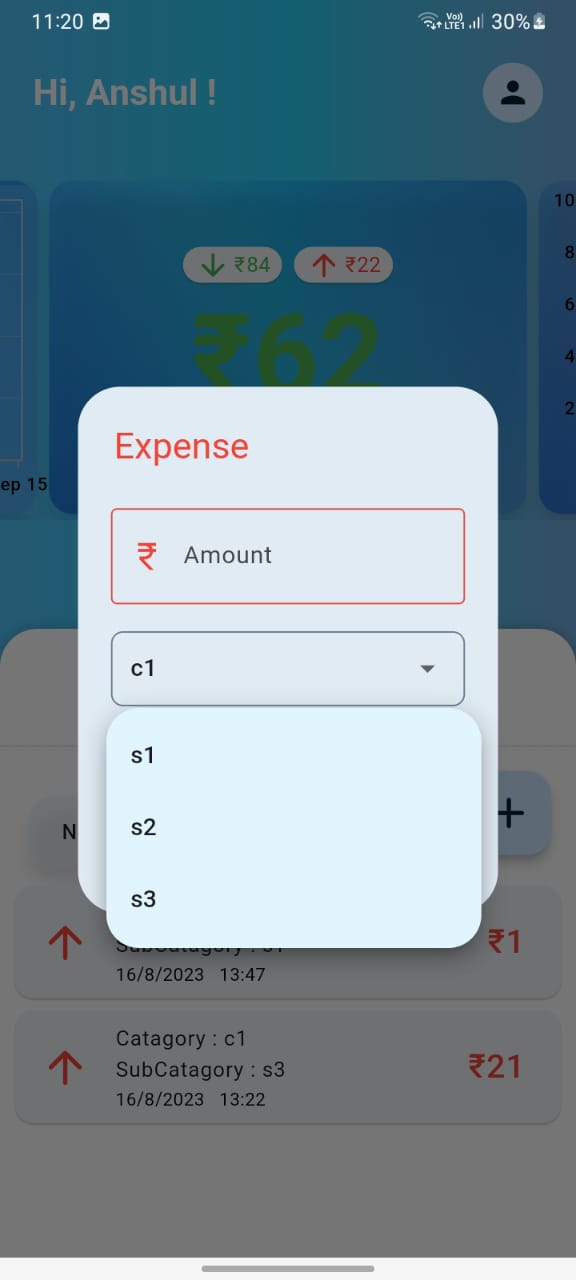 11:20 Vo)) LTE1 30%
Hi, Anshul !
10
8
6
4
2
₹84 ₹22
₹62
ep 15
Expense
₹ Amount
c1
s1
s2
s3
N
+
₹1
16/8/2023 13:47
Catagory : c1
SubCatagory : s3
16/8/2023 13:22
₹21